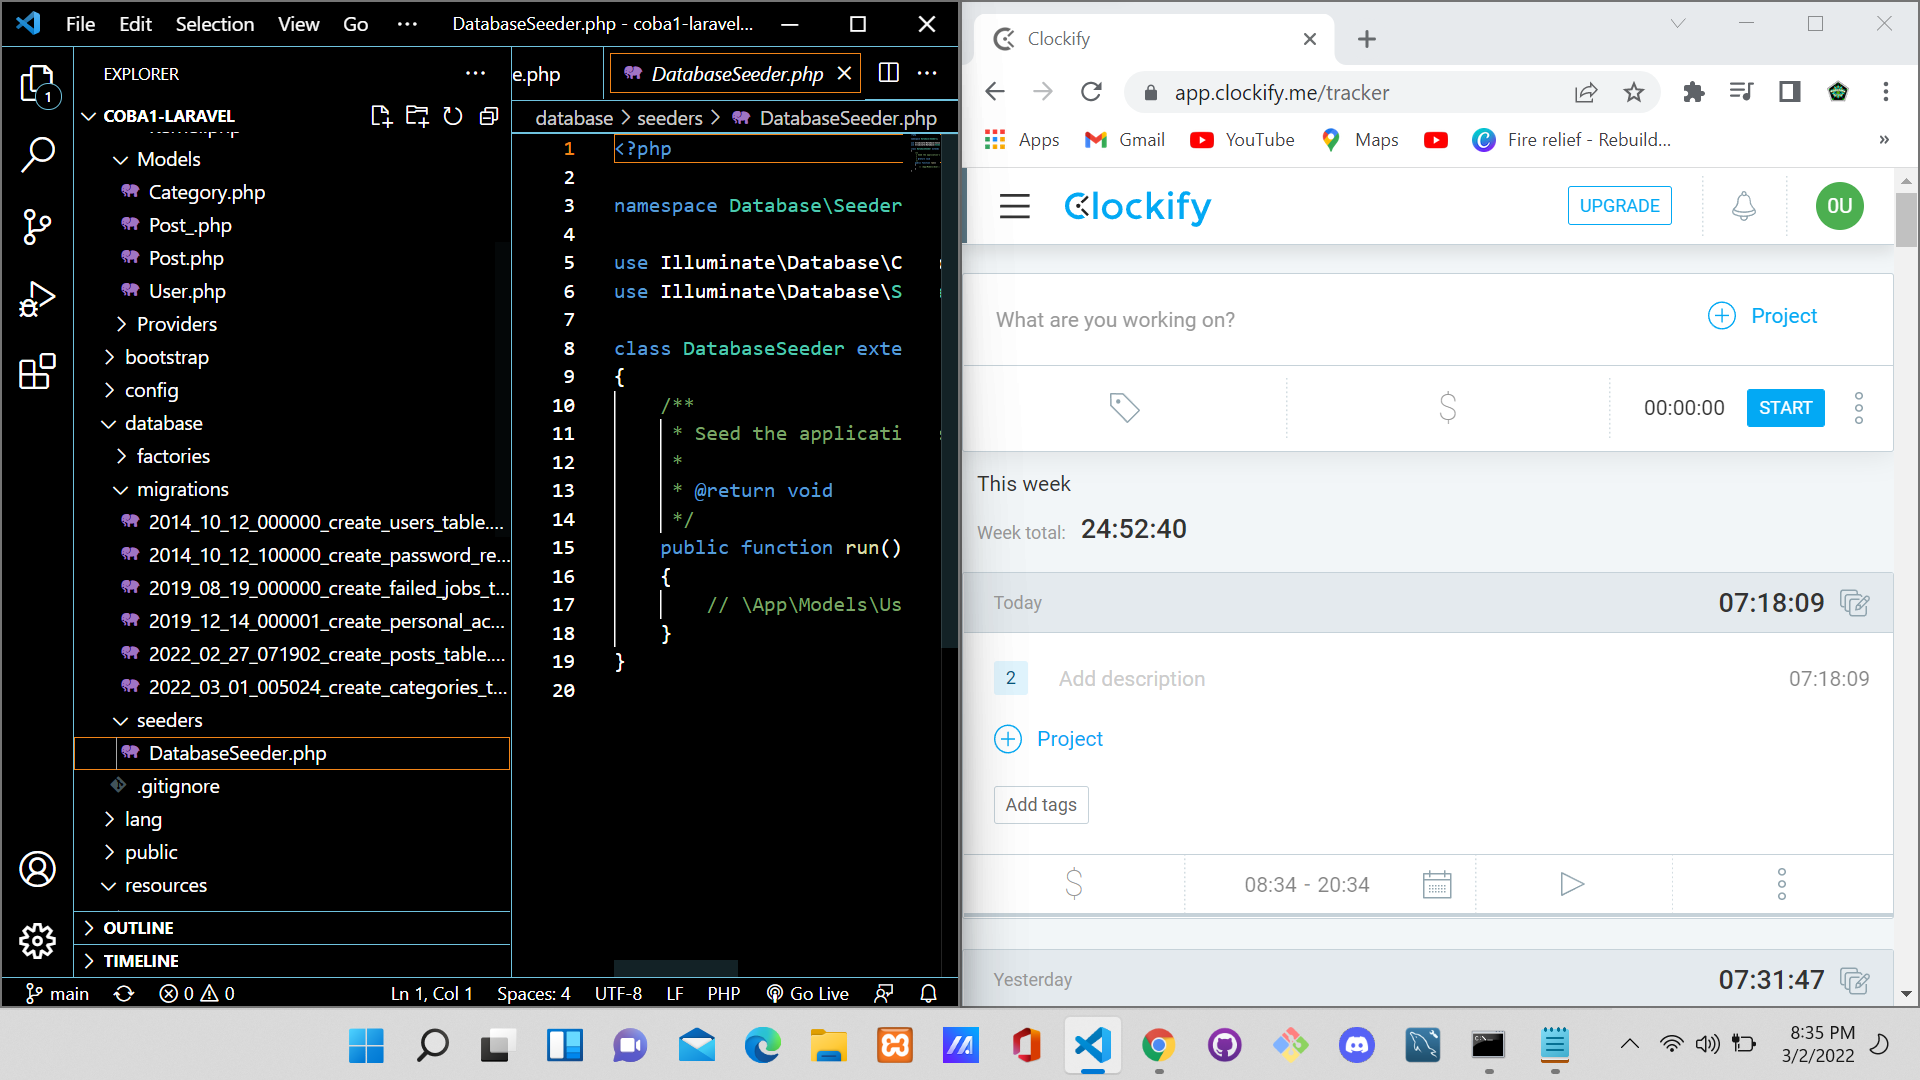 File Edit Selection View Go ··· DatabaseSeeder.php - coba1-laravel...
EXPLORER
1
COBA1-LARAVEL
Kernel.php
Models
Category.php
Post_.php
Post.php
User.php
Providers
bootstrap
config
database
factories
migrations
2014_10_12_000000_create_users_table....
2014_10_12_100000_create_password_re...
2019_08_19_000000_create_failed_jobs_t...
2019_12_14_000001_create_personal_ac...
2022_02_27_071902_create_posts_table....
2022_03_01_005024_create_categories_t...
seeders
DatabaseSeeder.php
.gitignore
lang
public
resources
OUTLINE
TIMELINE
e.php DatabaseSeeder.php
database > seeders > DatabaseSeeder.php
1 <?php
2
3 namespace Database\Seeder
4
5 use Illuminate\Database\C
6 use Illuminate\Database\S
7
8 class DatabaseSeeder exte
9 {
10 /**
11 * Seed the applicati
12 *
13 * @return void
14 */
15 public function run()
16 {
17 // \App\Models\Us
18 }
19 }
20
main 0 0 Ln 1, Col 1 Spaces: 4 UTF-8 LF PHP Go Live
Clockify
app.clockify.me/tracker
Apps Gmail YouTube Maps Fire relief - Rebuild... »
Clockify UPGRADE 0U
What are you working on? Project
$ 00:00:00 START
This week
Week total: 24:52:40
Today 07:18:09
2 Add description 07:18:09
Project
Add tags
$ 08:34 - 20:34
Yesterday 07:31:47
8:35 PM
3/2/2022